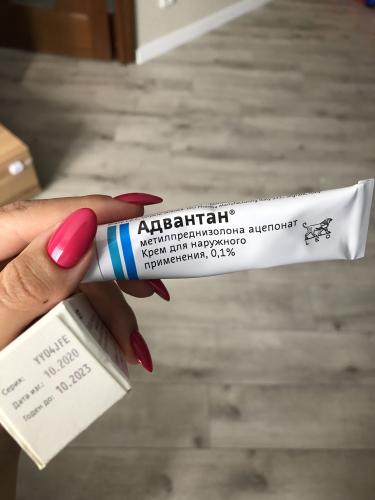 Адвантан®
метилпреднизолона ацепонат
Крем для наружного
применения, 0,1%
Серия: YY04JFE
Дата изг.: 10.2020
Годен до: 10.2023